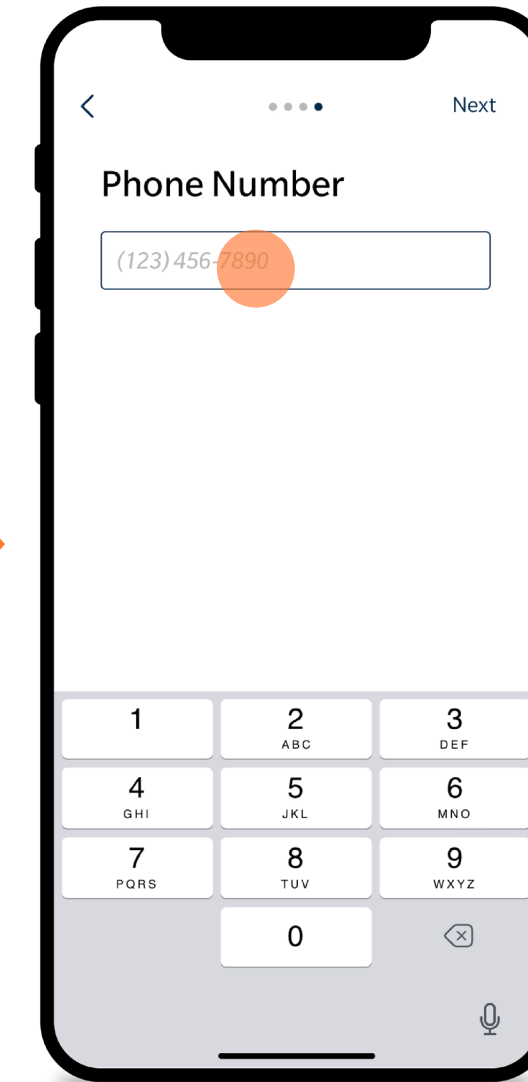 Next
Phone Number
(123) 456-7890
1 2 3
ABC DEF
4 5 6
GHI JKL MNO
7 8 9
PQRS TUV WXYZ
0